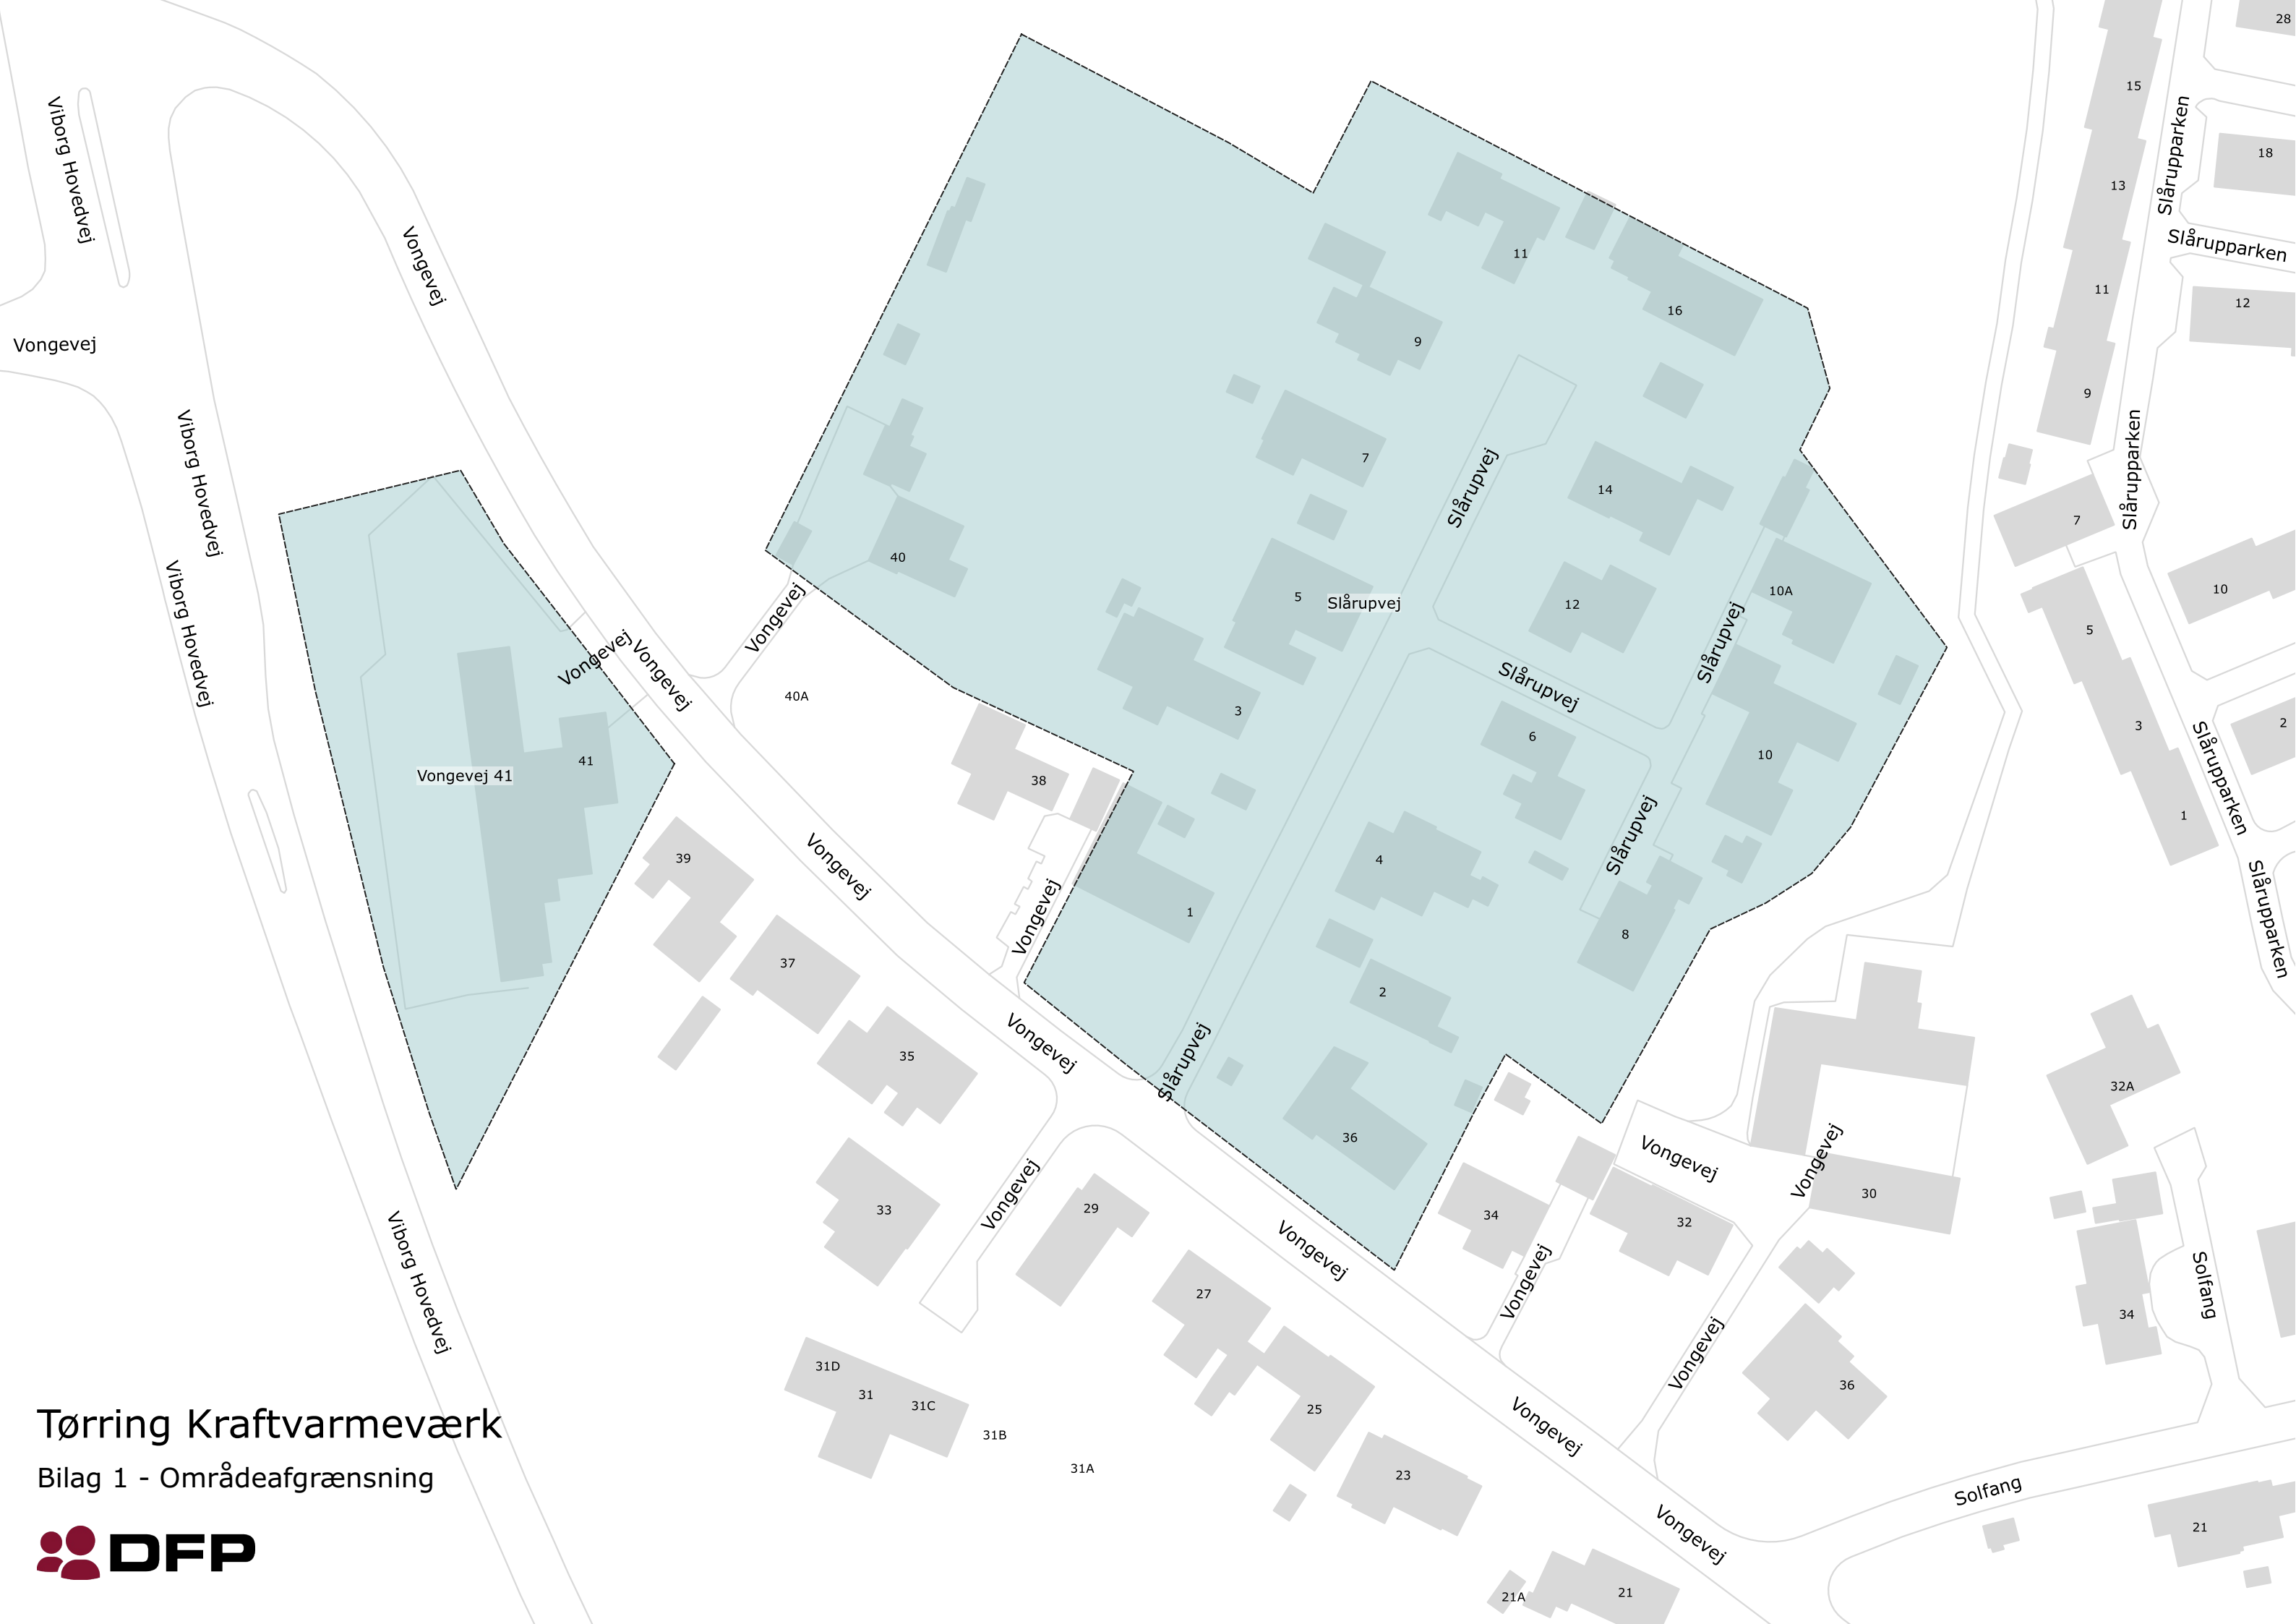 28
15
Viborg Hovedvej
Slårupparken
18
13
Slårupparken
Vongevej
11
11
12
16
Vongevej
9
9
Viborg Hovedvej
7
Slårupparken
Slårupvej
14
7
40
10
Viborg Hovedvej
10A
5
Slårupvej
12
Vongevej
5
Slårupvej
Vongevej
Vongevej
Slårupvej
40A
3
6
3
2
10
41
Vongevej 41
38
Slårupparken
1
Slårupvej
39
4
Vongevej
1
Vongevej
Slårupparken
8
37
2
Vongevej
35
Slårupvej
32A
36
Vongevej
Vongevej
Vongevej
30
33
29
34
32
Vongevej
Viborg Hovedvej
27
Vongevej
Solfang
34
31D
Vongevej
31
31C
25
36
Vongevej
31B
31A
23
Solfang
Vongevej
21
21A
21
Tørring Kraftvarmeværk
Bilag 1 - Områdeafgrænsning
DFP